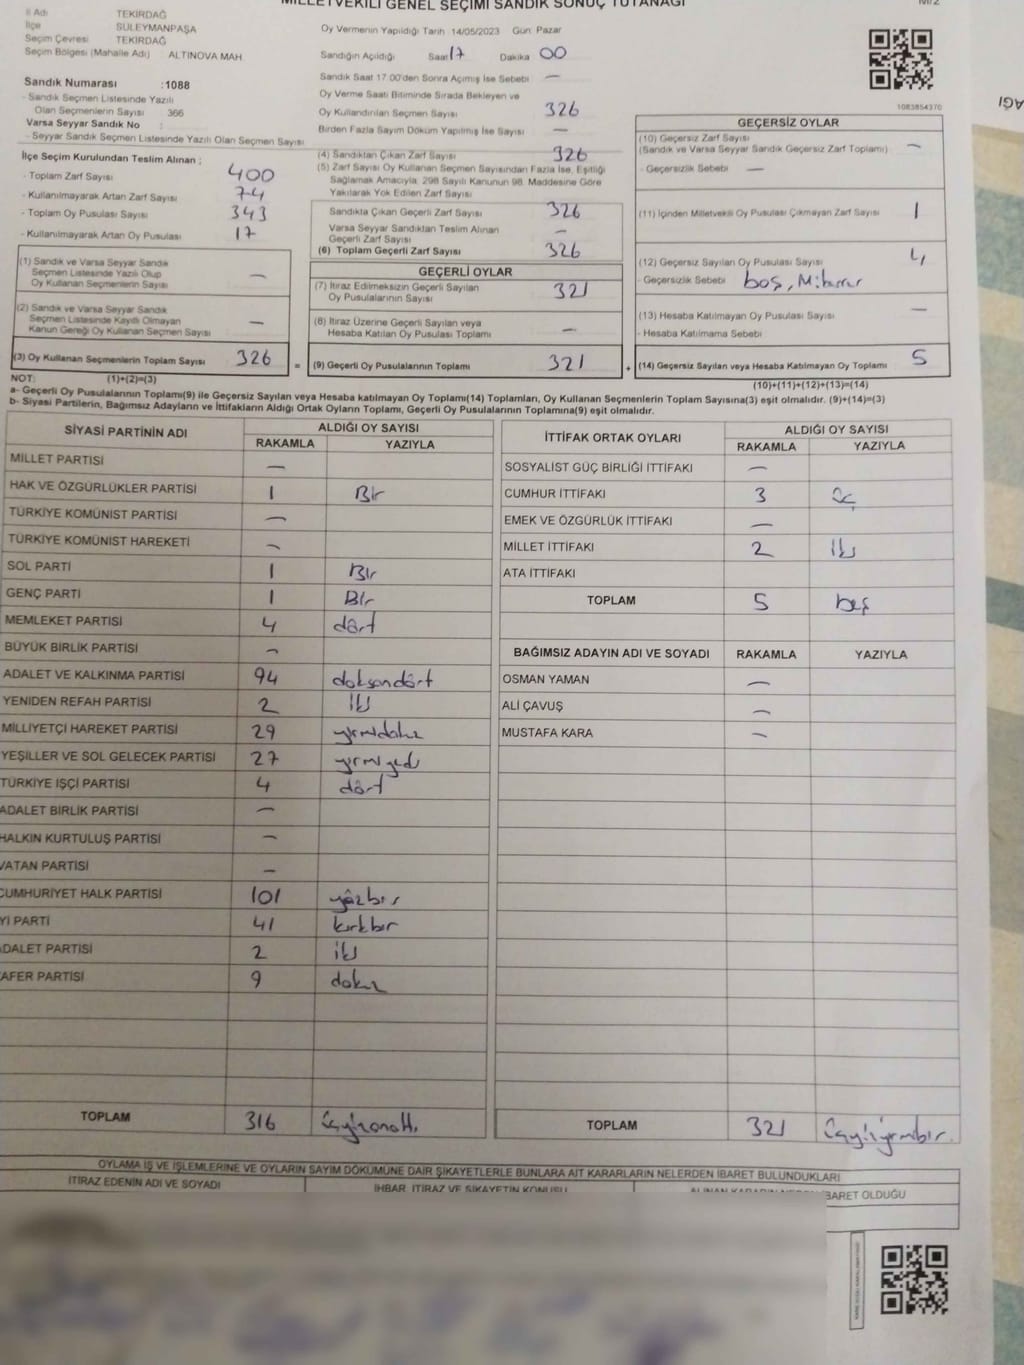 MİLLETVEKİLİ GENEL SEÇİMİ SANDIK SONUÇ TUTANAĞI
M/2
İl Adı TEKİRDAĞ
İlçe SÜLEYMANPAŞA
Seçim Çevresi TEKİRDAĞ
Seçim Bölgesi (Mahalle Adı) ALTINOVA MAH.
Sandık Numarası :1088
- Sandık Seçmen Listesinde Yazılı
Olan Seçmenlerin Sayısı 366
Varsa Seyyar Sandık No :
- Seyyar Sandık Seçmen Listesinde Yazılı Olan Seçmen Sayısı
İlçe Seçim Kurulundan Teslim Alınan ;
- Toplam Zarf Sayısı 400
- Kullanılmayarak Artan Zarf Sayısı 74
- Toplam Oy Pusulası Sayısı 343
- Kullanılmayarak Artan Oy Pusulası 17
(1) Sandık ve Varsa Seyyar Sandık
Seçmen Listesinde Yazılı Olup
Oy Kullanan Seçmenlerin Sayısı —
(2) Sandık ve Varsa Seyyar Sandık
Seçmen Listesinde Kayıtlı Olmayan
Kanun Gereği Oy Kullanan Seçmen Sayısı —
(3) Oy Kullanan Seçmenlerin Toplam Sayısı 326 =
(1)+(2)=(3)
Oy Vermenin Yapıldığı Tarih 14/05/2023 Gün: Pazar
Sandığın Açıldığı Saat 17 Dakika 00
Sandık Saat 17.00'den Sonra Açımış İse Sebebi —
Oy Verme Saati Bitiminde Sırada Bekleyen ve
Oy Kullandırılan Seçmen Sayısı 326
Birden Fazla Sayım Döküm Yapılmış İse Sayısı —
(4) Sandıktan Çıkan Zarf Sayısı 326
(5) Zarf Sayısı Oy Kullanan Seçmen Sayısından Fazla İse, Eşitliği
Sağlamak Amacıyla, 298 Sayılı Kanunun 98. Maddesine Göre
Yakılarak Yok Edilen Zarf Sayısı
Sandıkta Çıkan Geçerli Zarf Sayısı 326
Varsa Seyyar Sandıktan Teslim Alınan
Geçerli Zarf Sayısı —
(6) Toplam Geçerli Zarf Sayısı 326
GEÇERLİ OYLAR
(7) İtiraz Edilmeksizin Geçerli Sayılan
Oy Pusulalarının Sayısı 321
(8) İtiraz Üzerine Geçerli Sayılan veya
Hesaba Katılan Oy Pusulası Toplamı —
(9) Geçerli Oy Pusulalarının Toplamı 321 +
1083854370
GEÇERSİZ OYLAR
(10) Geçersiz Zarf Sayısı
(Sandık ve Varsa Seyyar Sandık Geçersiz Zarf Toplamı) —
- Geçersizlik Sebebi —
(11) İçinden Milletvekili Oy Pusulası Çıkmayan Zarf Sayısı 1
(12) Geçersiz Sayılan Oy Pusulası Sayısı 4
- Geçersizlik Sebebi boş,
(13) Hesaba Katılmayan Oy Pusulası Sayısı —
- Hesaba Katılmama Sebebi
(14) Geçersiz Sayılan veya Hesaba Katılmayan Oy Toplamı 5
(10)+(11)+(12)+(13)=(14)
NOT:
a- Geçerli Oy Pusulalarının Toplamı(9) ile Geçersiz Sayılan veya Hesaba katılmayan Oy Toplamı(14) Toplamları, Oy Kullanan Seçmenlerin Toplam Sayısına(3) eşit olmalıdır. (9)+(14)=(3)
b- Siyasi Partilerin, Bağımsız Adayların ve İttifakların Aldığı Ortak Oyların Toplamı, Geçerli Oy Pusulalarının Toplamına(9) eşit olmalıdır.
SİYASİ PARTİNİN ADI ALDIĞI OY SAYISI
RAKAMLA YAZIYLA
MİLLET PARTİSİ —
HAK VE ÖZGÜRLÜKLER PARTİSİ 1 Bir
TÜRKİYE KOMÜNİST PARTİSİ —
TÜRKİYE KOMÜNİST HAREKETİ —
SOL PARTİ 1 Bir
GENÇ PARTİ 1 Bir
MEMLEKET PARTİSİ 4 dört
BÜYÜK BİRLİK PARTİSİ —
ADALET VE KALKINMA PARTİSİ 94 doksandört
YENİDEN REFAH PARTİSİ 2 iki
MİLLİYETÇİ HAREKET PARTİSİ 29 yirmidokuz
YEŞİLLER VE SOL GELECEK PARTİSİ 27 yirmiyedi
TÜRKİYE İŞÇİ PARTİSİ 4 dört
ADALET BİRLİK PARTİSİ —
HALKIN KURTULUŞ PARTİSİ —
VATAN PARTİSİ —
CUMHURİYET HALK PARTİSİ 101 yüzbir
Yİ PARTİ 41 kırkbir
DALET PARTİSİ 2 iki
AFER PARTİSİ 9 dokuz
TOPLAM 316 üçyüzonaltı
İTTİFAK ORTAK OYLARI ALDIĞI OY SAYISI
RAKAMLA YAZIYLA
SOSYALİST GÜÇ BİRLİĞİ İTTİFAKI —
CUMHUR İTTİFAKI 3 üç
EMEK VE ÖZGÜRLÜK İTTİFAKI —
MİLLET İTTİFAKI 2 iki
ATA İTTİFAKI
TOPLAM 5 beş
BAĞIMSIZ ADAYIN ADI VE SOYADI RAKAMLA YAZIYLA
OSMAN YAMAN —
ALİ ÇAVUŞ —
MUSTAFA KARA —
TOPLAM 321 üçyüzyirmibir.
OYLAMA İŞ VE İŞLEMLERİNE VE OYLARIN SAYIM DÖKÜMÜNE DAİR ŞİKAYETLERLE BUNLARA AİT KARARLARIN NELERDEN İBARET BULUNDUKLARI
İTİRAZ EDENİN ADI VE SOYADI İHBAR, İTİRAZ VE ŞİKAYETİN KONUSU ALINAN KARARIN NEDEN İBARET OLDUĞU